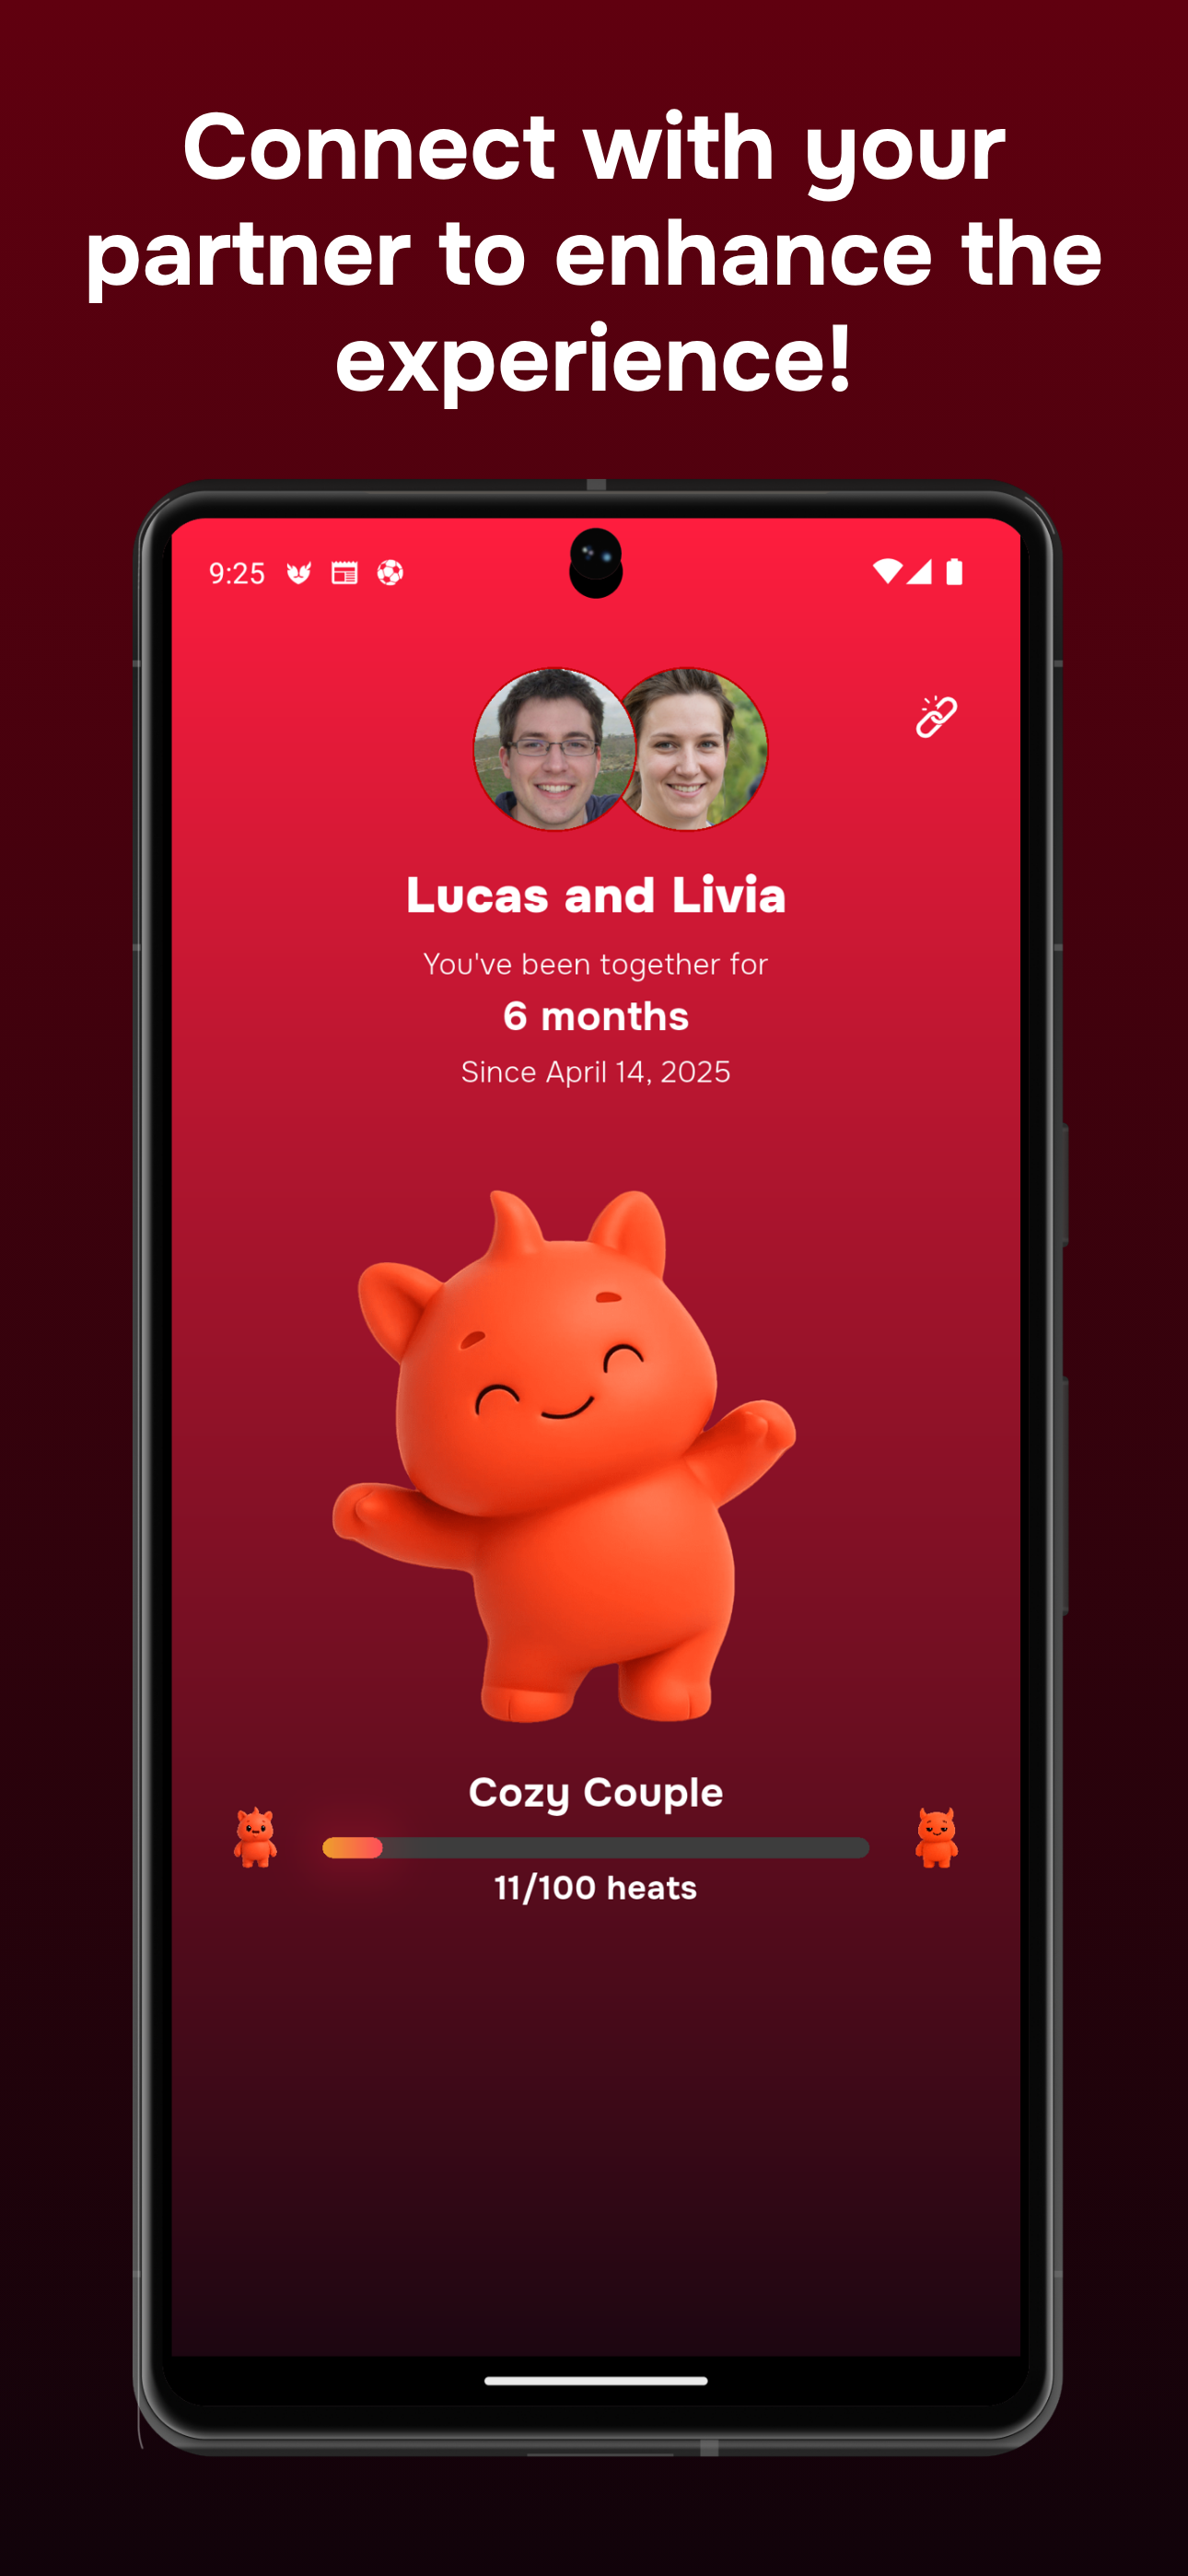 Connect with your
partner to enhance the
experience!
9:25
Lucas and Livia
You've been together for
6 months
Since April 14, 2025
Cozy Couple
11/100 heats